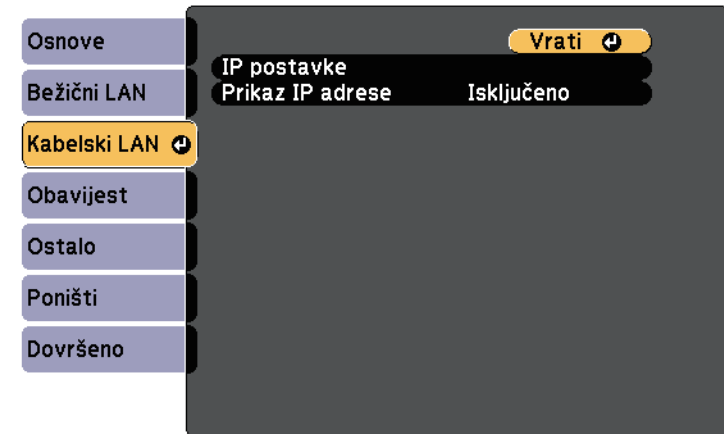 Osnove
Bežični LAN
Kabelski LAN
Obavijest
Ostalo
Poništi
Dovršeno
Vrati
IP postavke
Prikaz IP adrese Isključeno